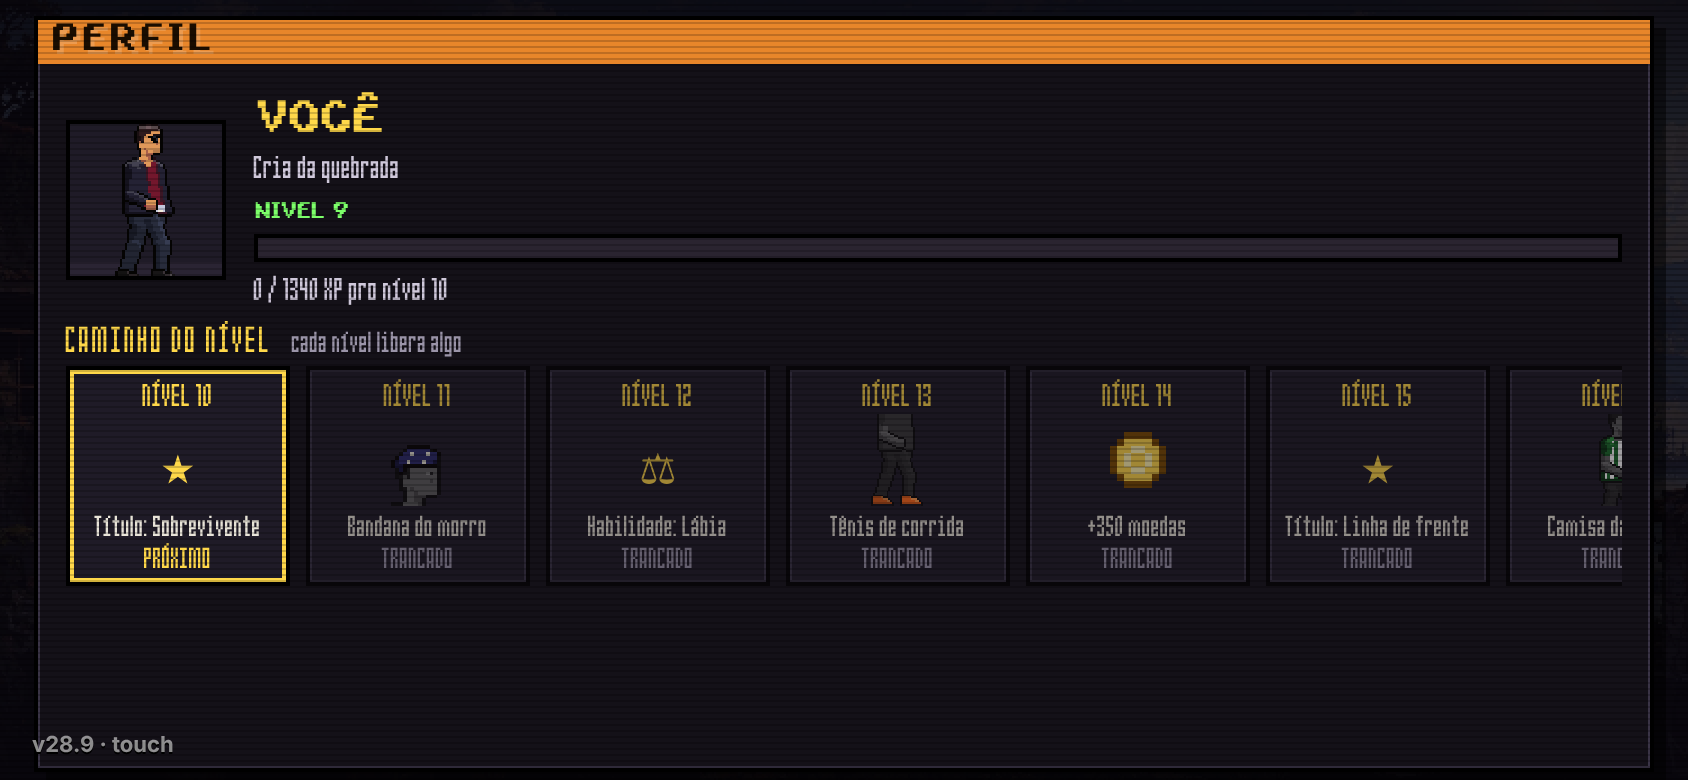 PERFIL
VOCÊ
Cria da quebrada
NIVEL 9
0 / 1340 XP pro nível 10
CAMINHO DO NÍVEL cada nível libera algo
NÍVEL 10
Título: Sobrevivente
PRÓXIMO
NÍVEL 11
Bandana do morro
TRANCADO
NÍVEL 12
Habilidade: Lábia
TRANCADO
NÍVEL 13
Tênis de corrida
TRANCADO
NÍVEL 14
+350 moedas
TRANCADO
NÍVEL 15
Título: Linha de frente
TRANCADO
Camisa
v28.9 · touch